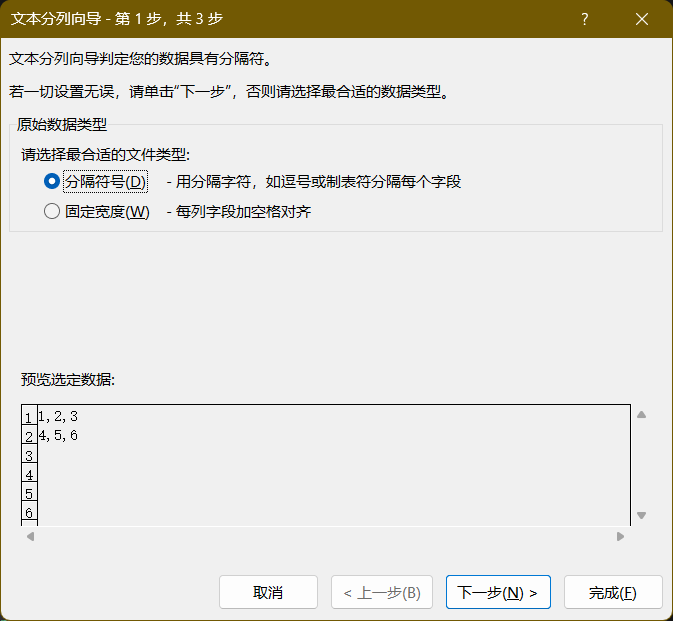 文本分列向导 - 第 1 步，共 3 步
?
文本分列向导判定您的数据具有分隔符。
若一切设置无误，请单击“下一步”，否则请选择最合适的数据类型。
原始数据类型
请选择最合适的文件类型:
分隔符号(D) - 用分隔字符，如逗号或制表符分隔每个字段
固定宽度(W) - 每列字段加空格对齐
预览选定数据:
1 1,2,3
2 4,5,6
3
4
5
6
取消 < 上一步(B) 下一步(N) > 完成(F)